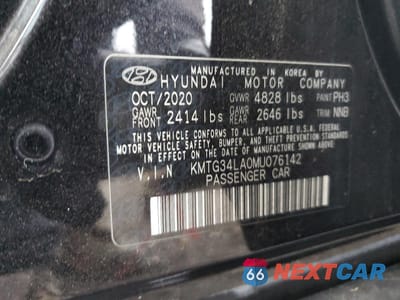 MANUFACTURED IN KOREA BY
HYUNDAI MOTOR COMPANY
OCT/2020 GVWR 4828 lbs PAINT: PH3
GAWR FRONT 2414 lbs GAWR REAR 2646 lbs TRIM: NNB
THIS VEHICLE CONFORMS TO ALL APPLICABLE FEDERAL
MOTOR VEHICLE SAFETY, BUMPER, AND THEFT PREVENTION
STANDARDS IN EFFECT ON THE DATE OF MANUFACTURE SHOWN ABOVE.
V.I.N KMTG34LA0MU076142
PASSENGER CAR
66 NEXTCAR